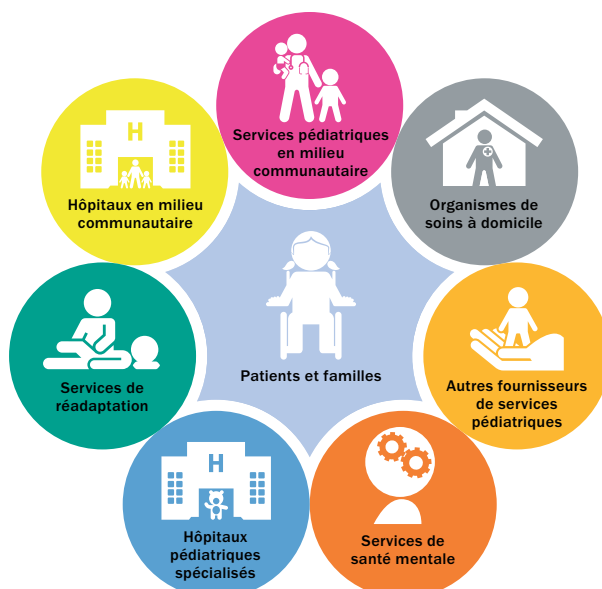 Services pédiatriques
en milieu
communautaire
H
Hôpitaux en milieu
communautaire
Organismes de
soins à domicile
Patients et familles
Services de
réadaptation
Autres fournisseurs
de services
pédiatriques
H
Hôpitaux
pédiatriques
spécialisés
Services de
santé mentale